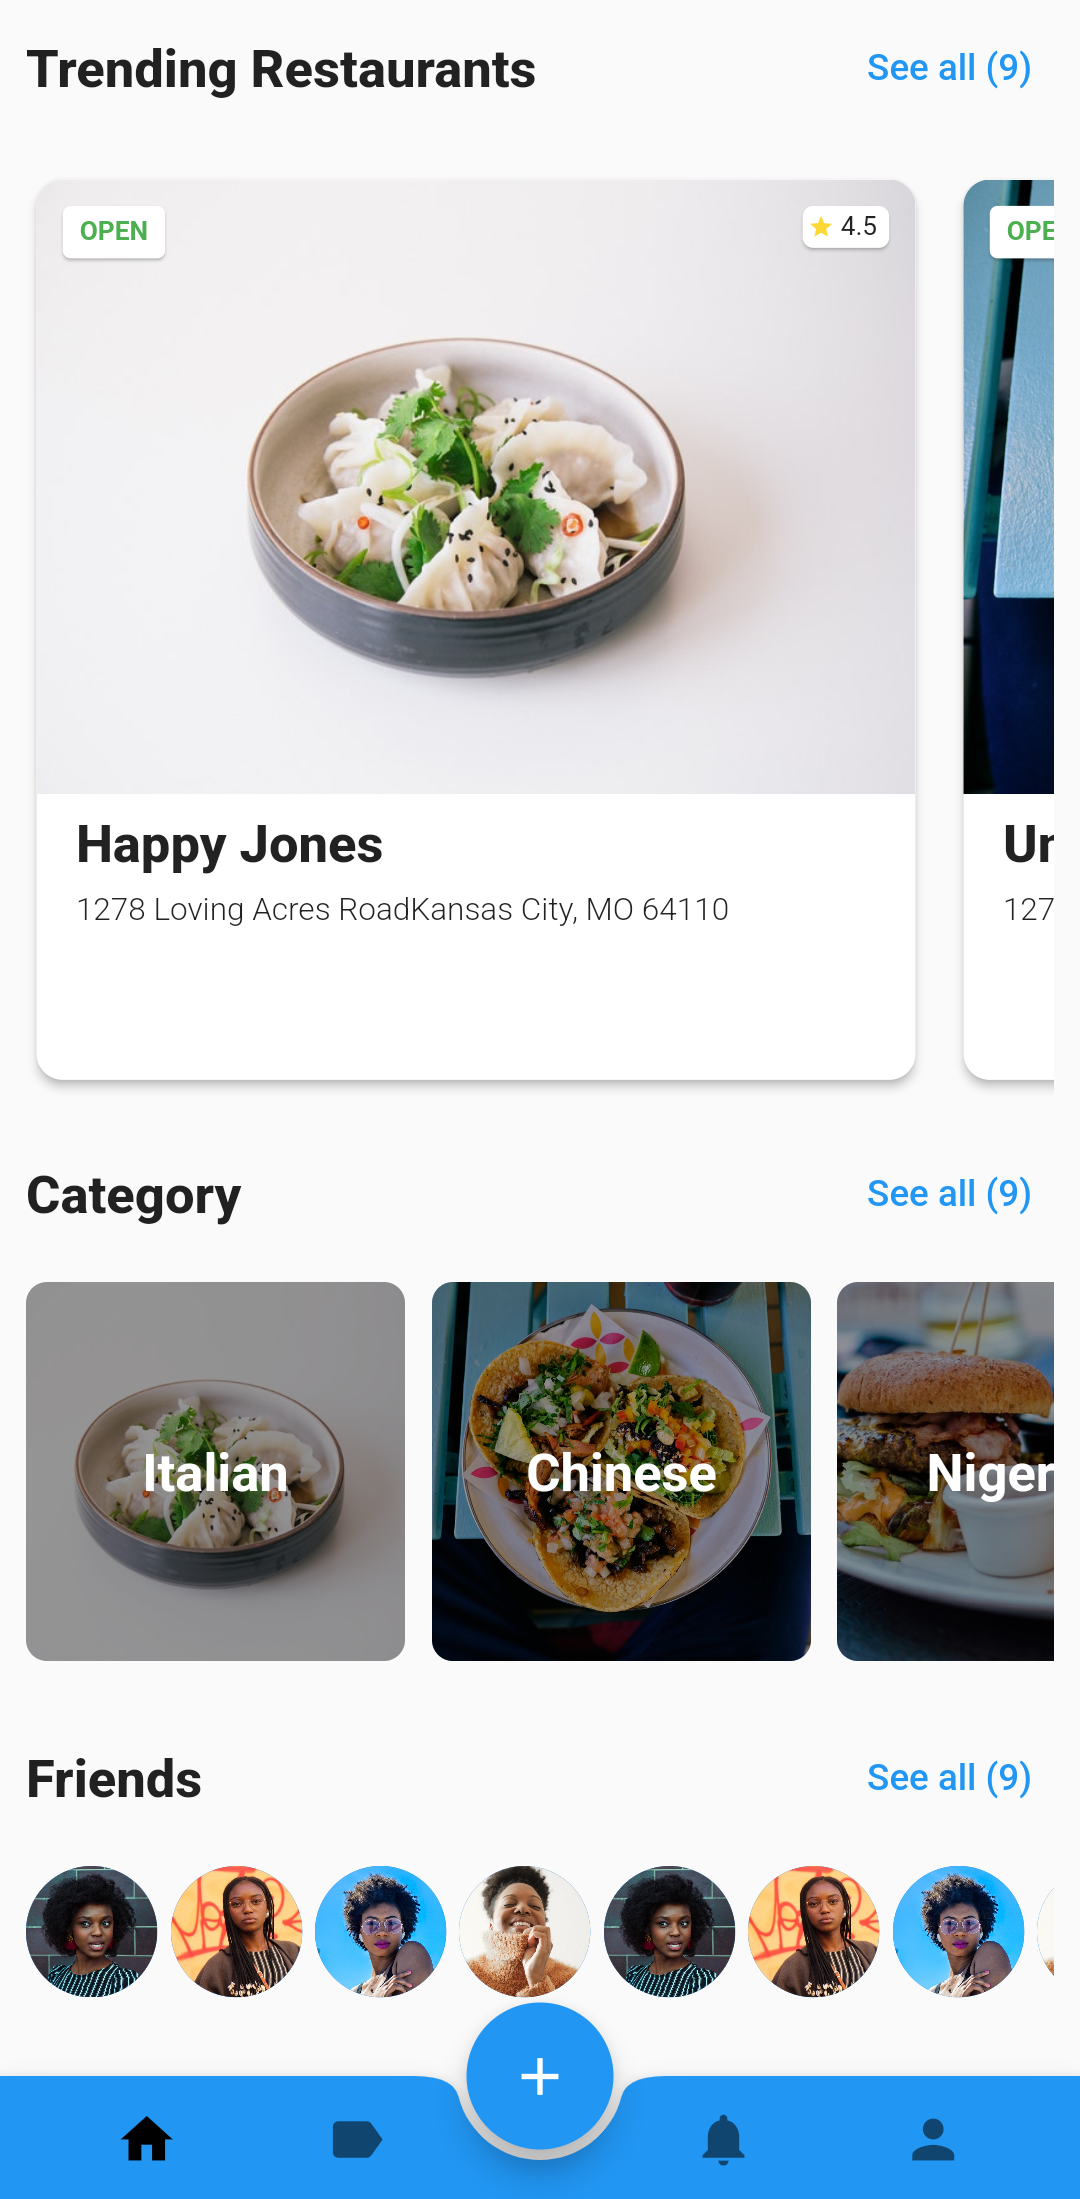 Trending Restaurants
See all (9)
OPEN
4.5
OPE
Happy Jones
1278 Loving Acres RoadKansas City, MO 64110
Ur
127
Category
See all (9)
Italian
Chinese
Niger
Friends
See all (9)